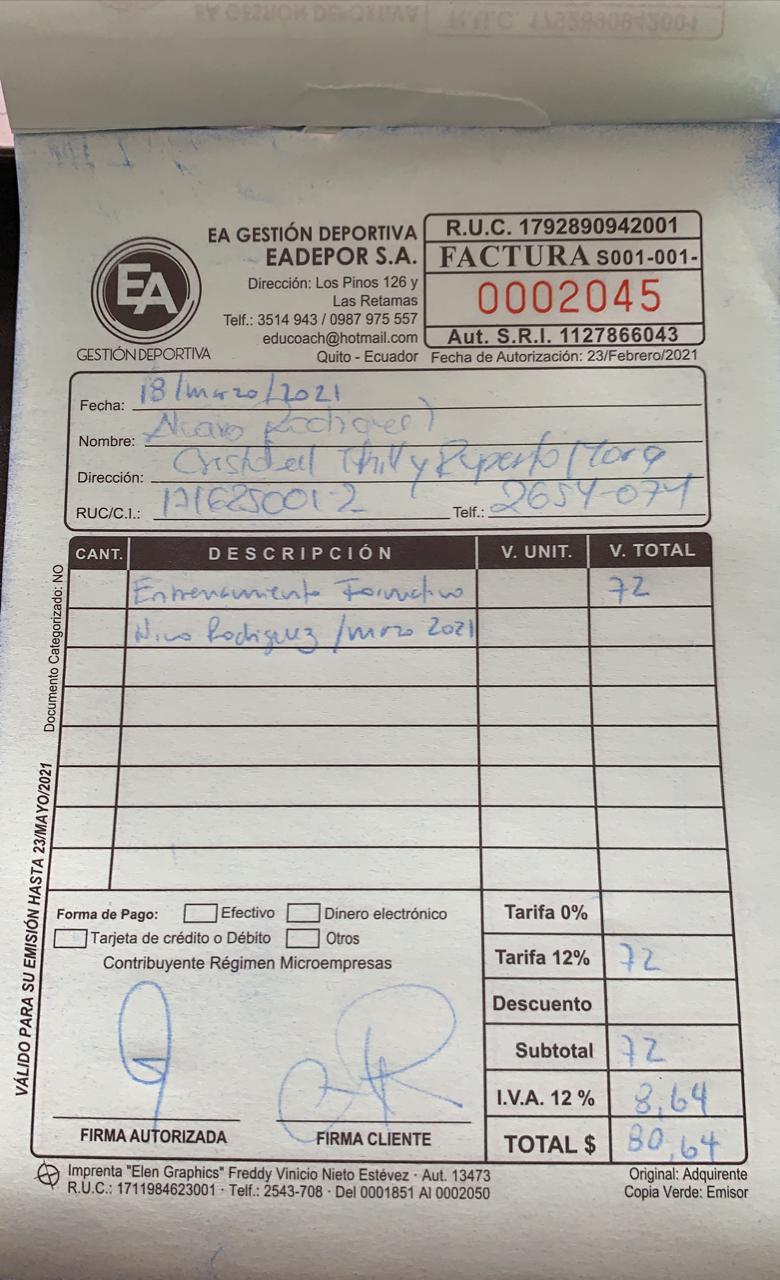 EA GESTIÓN DEPORTIVA
EADEPOR S.A.
Dirección: Los Pinos 126 y
Las Retamas
Telf.: 3514 943 / 0987 975 557
educoach@hotmail.com
Quito - Ecuador
EA
GESTIÓN DEPORTIVA
R.U.C. 1792890942001
FACTURA S001-001-
0002045
Aut. S.R.I. 1127866043
Fecha de Autorización: 23/Febrero/2021
Fecha: 18/marzo/2021
Nombre: Alvaro Rodriguez
Dirección: Cristobal y Ruperto
RUC/C.I.: 171625001-2 Telf.: 2654-071
CANT. DESCRIPCIÓN V. UNIT. V. TOTAL
Entrenamiento Formativo 72
Nico Rodriguez /marzo 2021
Documento Categorizado: NO
VÁLIDO PARA SU EMISIÓN HASTA 23/MAYO/2021
Forma de Pago: Efectivo Dinero electrónico
Tarjeta de crédito o Débito Otros
Contribuyente Régimen Microempresas
Tarifa 0%
Tarifa 12% 72
Descuento
Subtotal 72
I.V.A. 12 % 8,64
TOTAL $ 80,64
FIRMA AUTORIZADA FIRMA CLIENTE
Imprenta "Elen Graphics" Freddy Vinicio Nieto Estévez · Aut. 13473
R.U.C.: 1711984623001 · Telf.: 2543-708 · Del 0001851 Al 0002050
Original: Adquirente
Copia Verde: Emisor